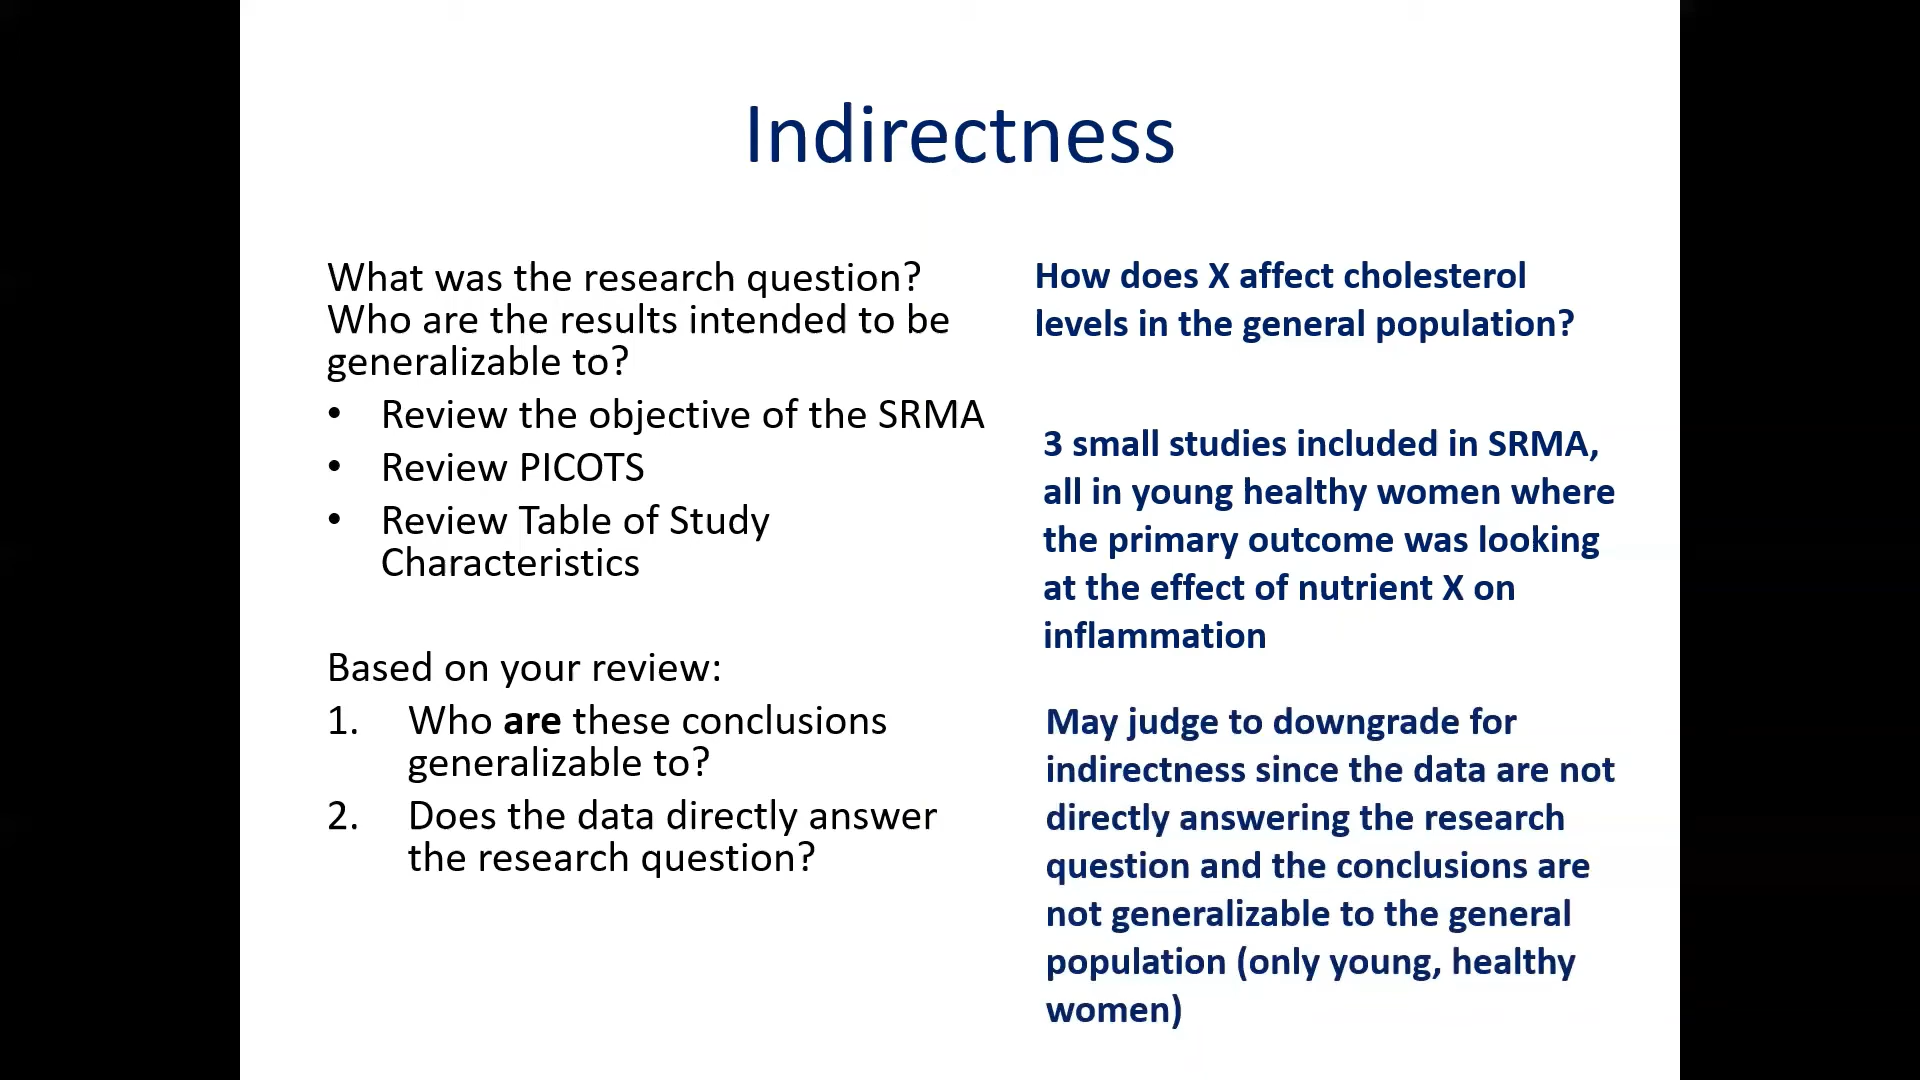 Indirectness
What was the research question?
Who are the results intended to be
generalizable to?
• Review the objective of the SRMA
• Review PICOTS
• Review Table of Study
Characteristics
Based on your review:
1. Who are these conclusions
generalizable to?
2. Does the data directly answer
the research question?
How does X affect cholesterol
levels in the general population?
3 small studies included in SRMA,
all in young healthy women where
the primary outcome was looking
at the effect of nutrient X on
inflammation
May judge to downgrade for
indirectness since the data are not
directly answering the research
question and the conclusions are
not generalizable to the general
population (only young, healthy
women)